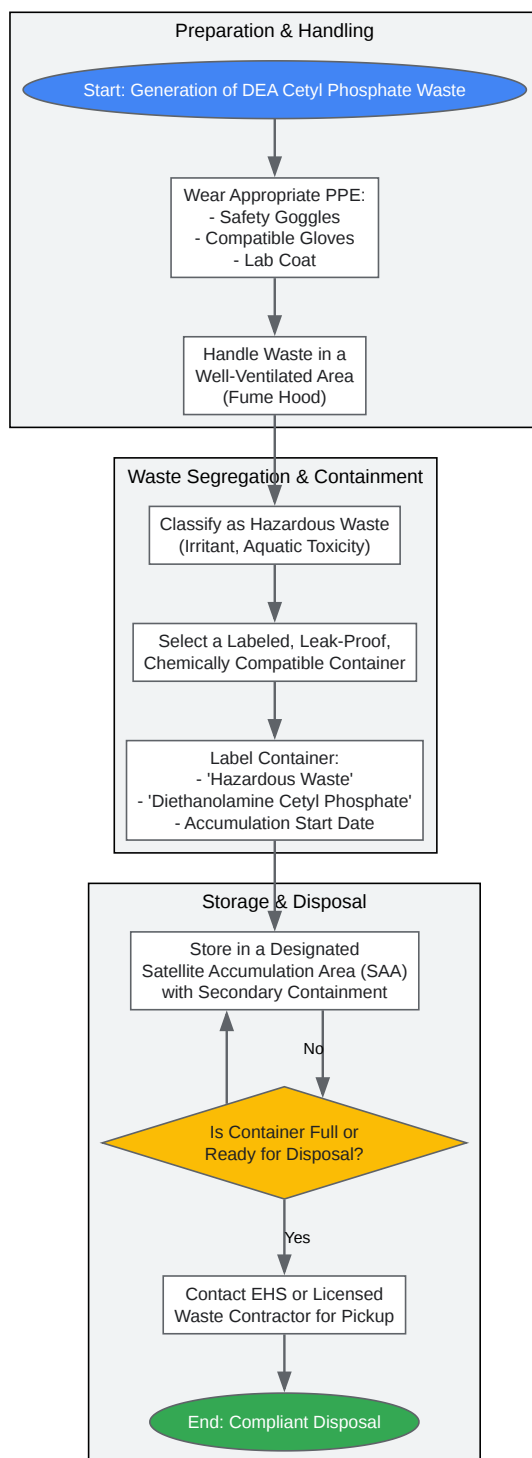 Preparation & Handling
Start: Generation of DEA Cetyl Phosphate Waste
Wear Appropriate PPE:
- Safety Goggles
- Compatible Gloves
- Lab Coat
Handle Waste in a
Well-Ventilated Area
(Fume Hood)
Waste Segregation & Containment
Classify as Hazardous Waste
(Irritant, Aquatic Toxicity)
Select a Labeled, Leak-Proof,
Chemically Compatible Container
Label Container:
- 'Hazardous Waste'
- 'Diethanolamine Cetyl Phosphate'
- Accumulation Start Date
Storage & Disposal
Store in a Designated
Satellite Accumulation Area (SAA)
with Secondary Containment
No
Is Container Full or
Ready for Disposal?
Yes
Contact EHS or Licensed
Waste Contractor for Pickup
End: Compliant Disposal